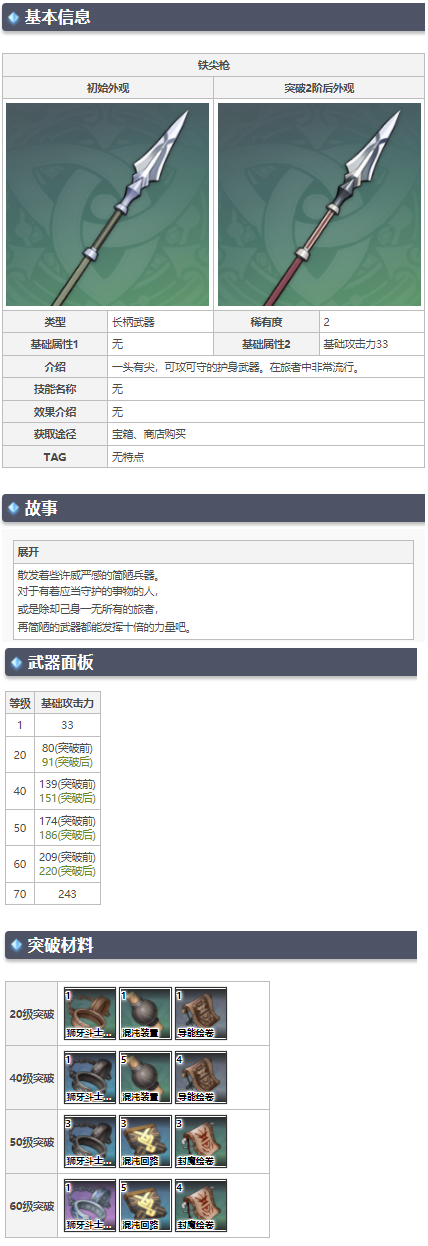 基本信息
铁尖枪
初始外观 突破2阶后外观
类型 长柄武器 稀有度 2
基础属性1 无 基础属性2 基础攻击力33
介绍 一头有尖，可攻可守的护身武器。在旅者中非常流行。
技能名称 无
效果介绍 无
获取途径 宝箱、商店购买
TAG 无特点
故事
展开
散发着些许威严感的简陋兵器。
对于有着应当守护的事物的人，
或是除却己身一无所有的旅者，
再简陋的武器都能发挥十倍的力量吧。
武器面板
等级 基础攻击力
1 33
20 80(突破前)
91(突破后)
40 139(突破前)
151(突破后)
50 174(突破前)
186(突破后)
60 209(突破前)
220(突破后)
70 243
突破材料
20级突破 1 狮牙斗士... 1 混沌装置 1 导能绘卷
40级突破 1 狮牙斗士... 5 混沌装置 4 导能绘卷
50级突破 3 狮牙斗士... 3 混沌回路 3 封魔绘卷
60级突破 1 狮牙斗士... 5 混沌回路 4 封魔绘卷